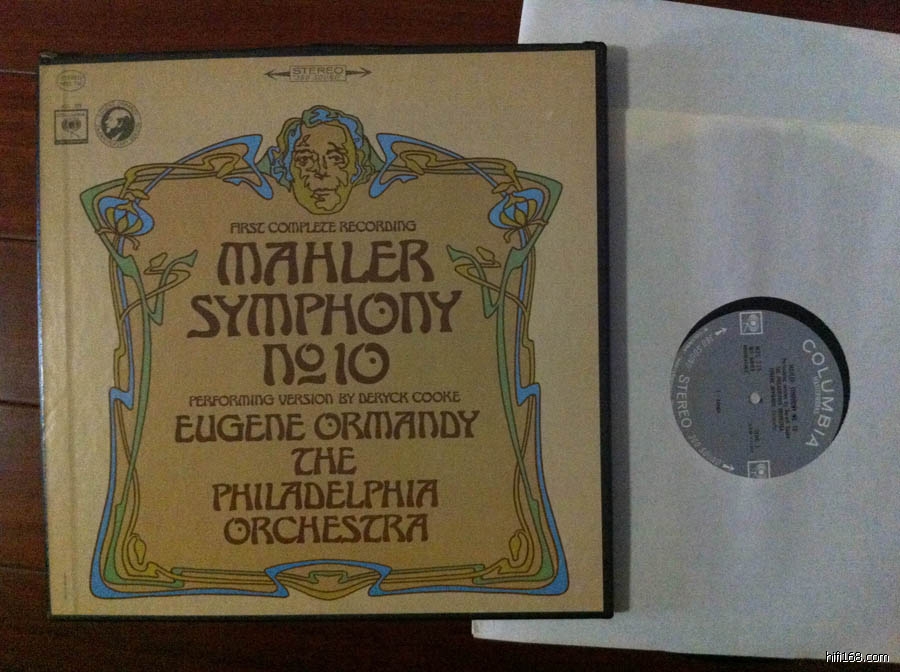 STEREO
FIRST COMPLETE RECORDING
MAHLER
SYMPHONY
No 10
PERFORMING VERSION BY DERYCK COOKE
EUGENE ORMANDY
THE
PHILADELPHIA
ORCHESTRA
COLUMBIA
STEREO
hifi168.com